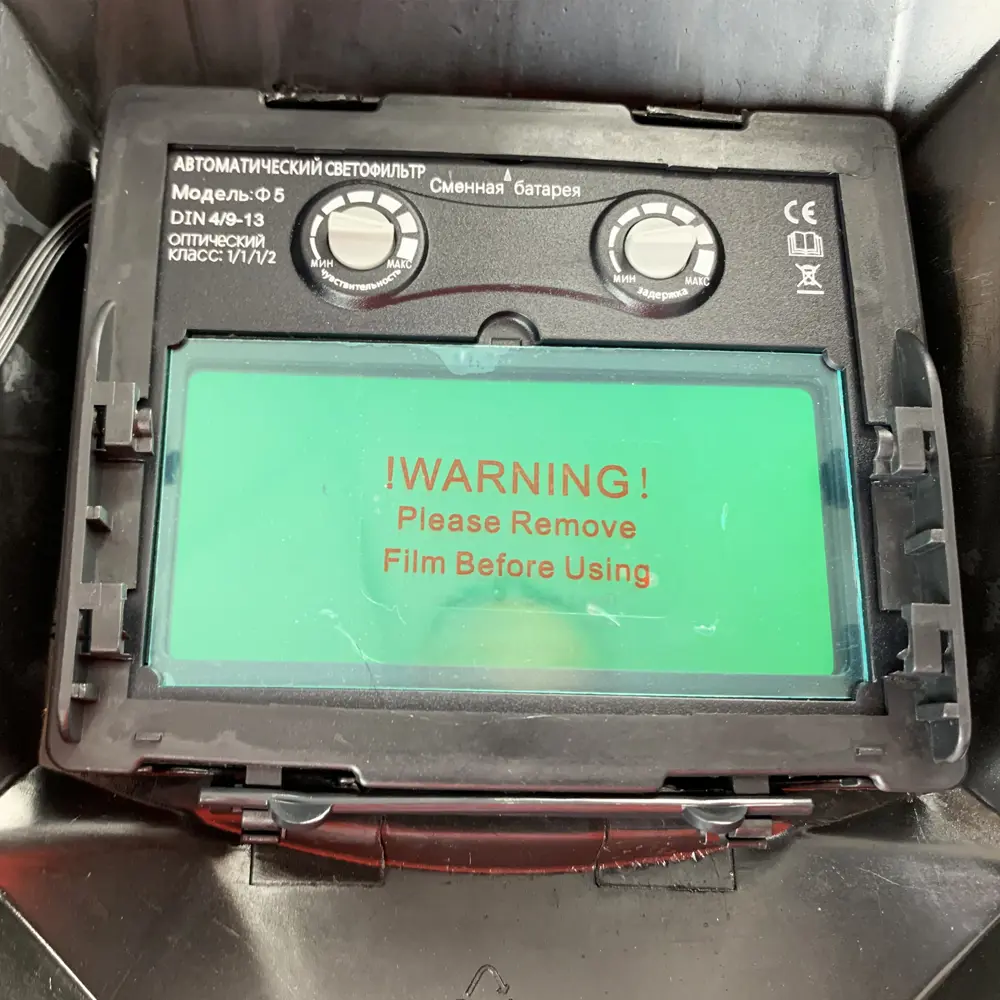 АВТОМАТИЧЕСКИЙ СВЕТОФИЛЬТР
Модель:Ф5
DIN 4/9-13
ОПТИЧЕСКИЙ
КЛАСС: 1/1/1/2
Сменная батарея
МИН МАКС
чувствительность
МИН МАКС
задержка
CE
!WARNING!
Please Remove
Film Before Using